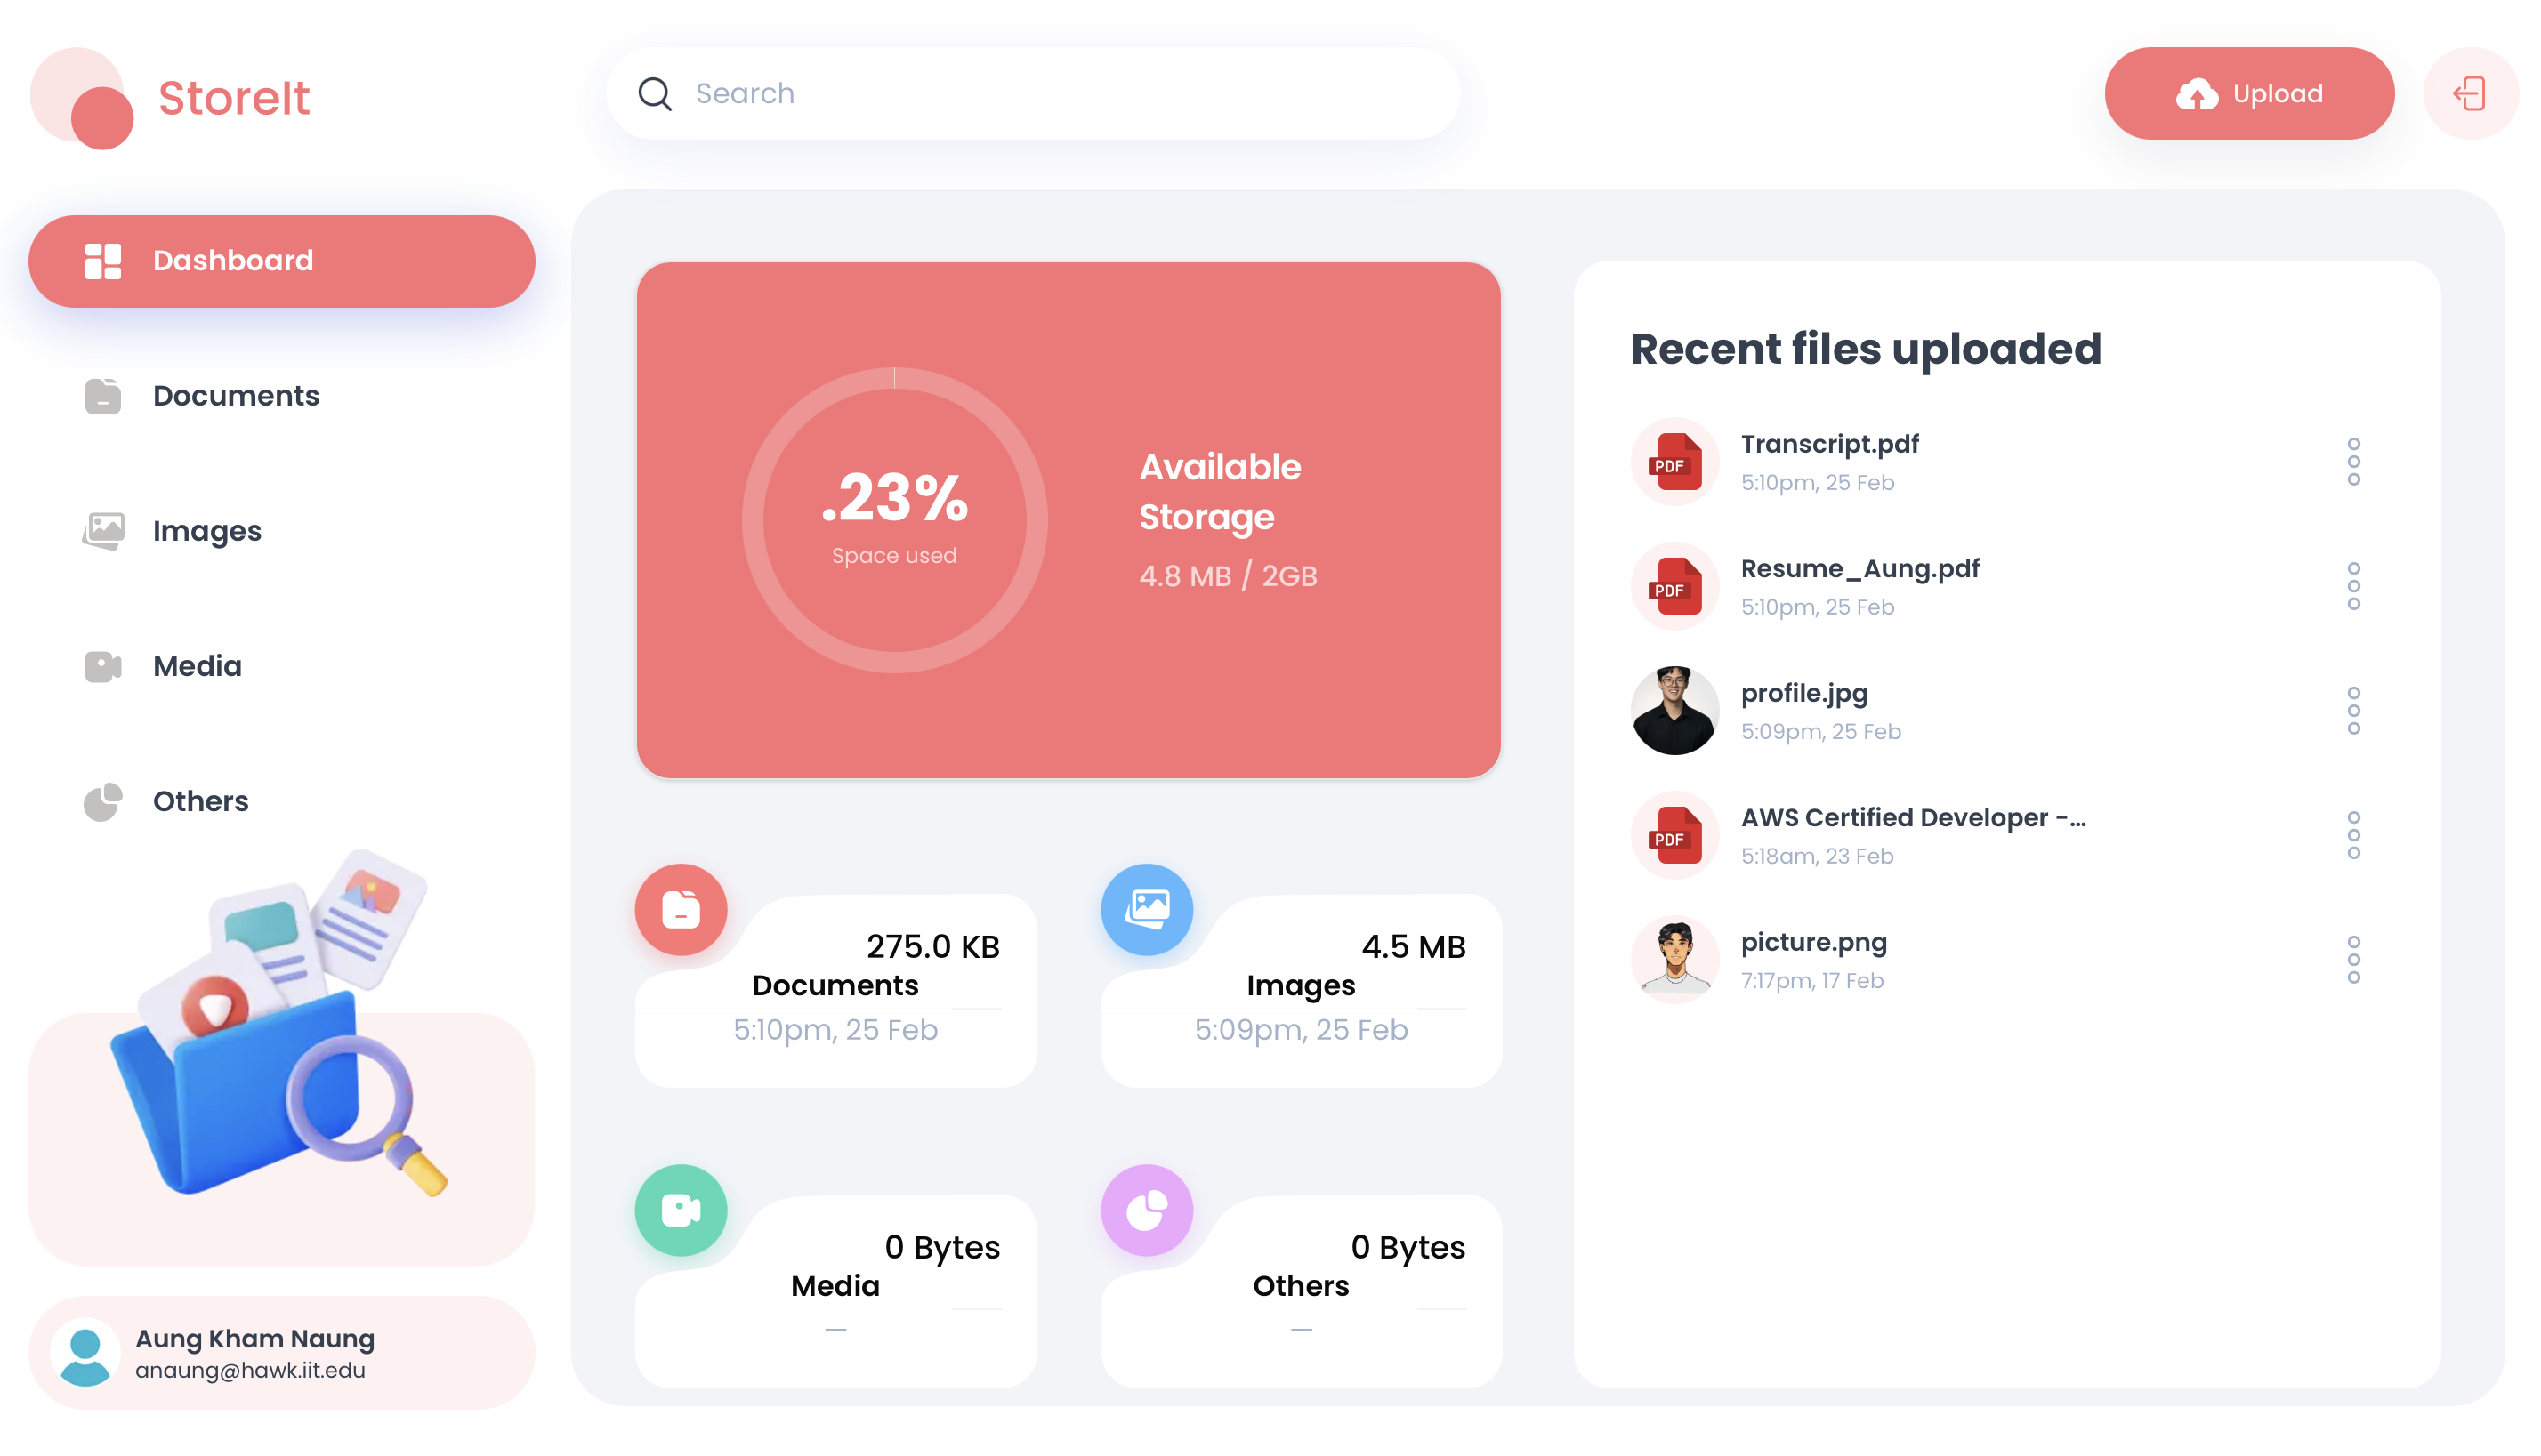 StoreIt
Search
Upload
Dashboard
Documents
Images
Media
Others
Aung Kham Naung
anaung@hawk.iit.edu
.23%
Space used
Available
Storage
4.8 MB / 2GB
275.0 KB
Documents
5:10pm, 25 Feb
4.5 MB
Images
5:09pm, 25 Feb
0 Bytes
Media
—
0 Bytes
Others
—
Recent files uploaded
PDF
Transcript.pdf
5:10pm, 25 Feb
PDF
Resume_Aung.pdf
5:10pm, 25 Feb
profile.jpg
5:09pm, 25 Feb
PDF
AWS Certified Developer -...
5:18am, 23 Feb
picture.png
7:17pm, 17 Feb